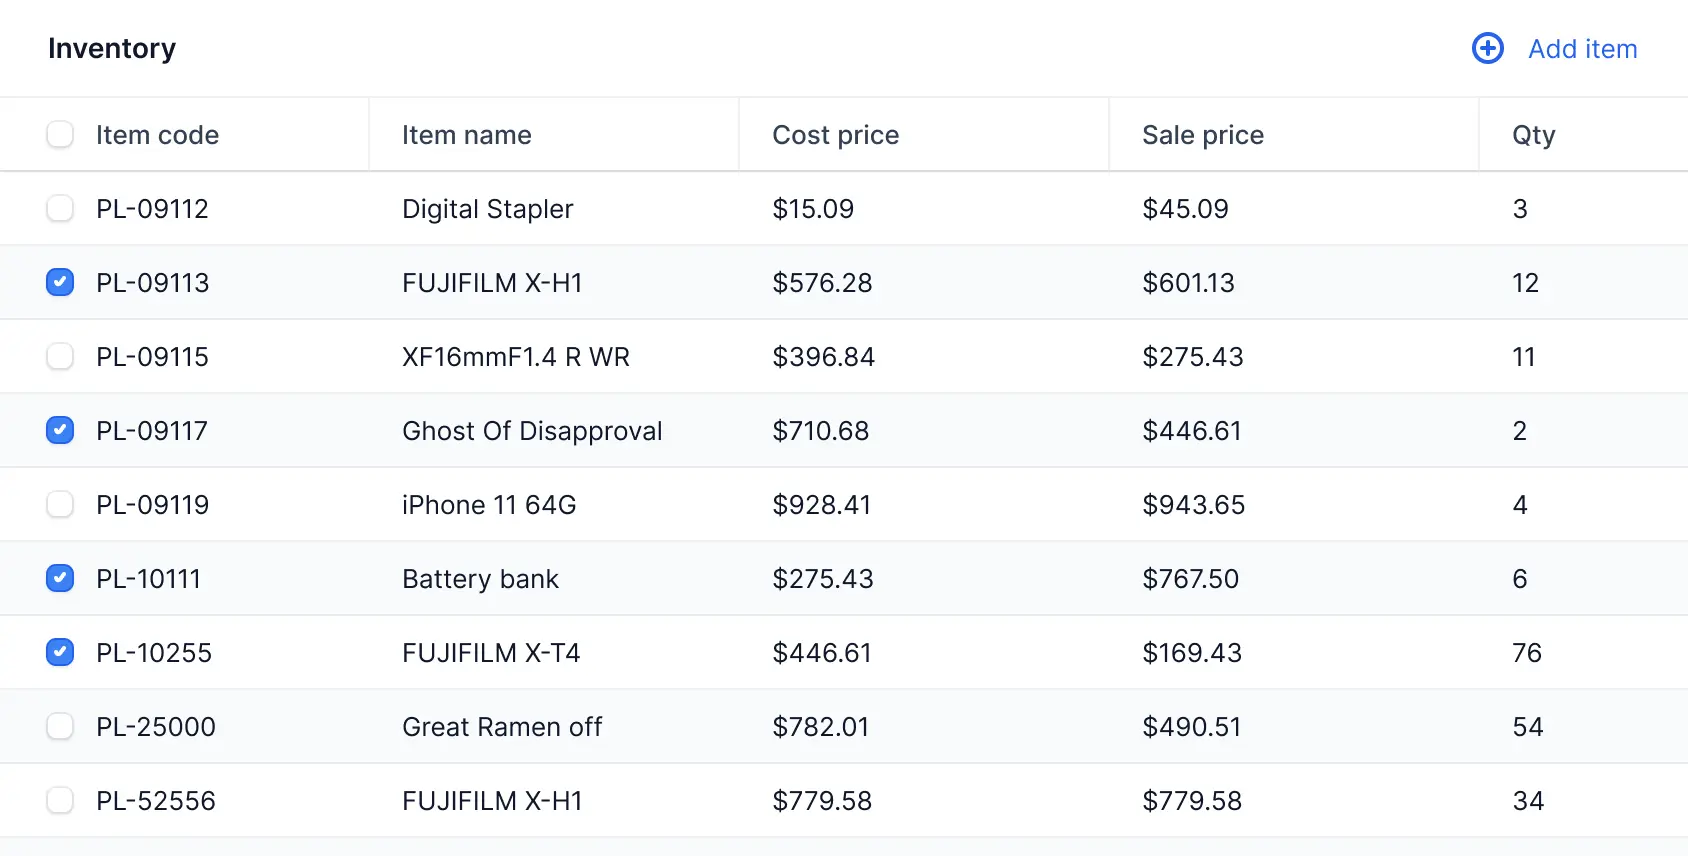 Inventory
Add item
Item code Item name Cost price Sale price Qty
PL-09112 Digital Stapler $15.09 $45.09 3
PL-09113 FUJIFILM X-H1 $576.28 $601.13 12
PL-09115 XF16mmF1.4 R WR $396.84 $275.43 11
PL-09117 Ghost Of Disapproval $710.68 $446.61 2
PL-09119 iPhone 11 64G $928.41 $943.65 4
PL-10111 Battery bank $275.43 $767.50 6
PL-10255 FUJIFILM X-T4 $446.61 $169.43 76
PL-25000 Great Ramen off $782.01 $490.51 54
PL-52556 FUJIFILM X-H1 $779.58 $779.58 34